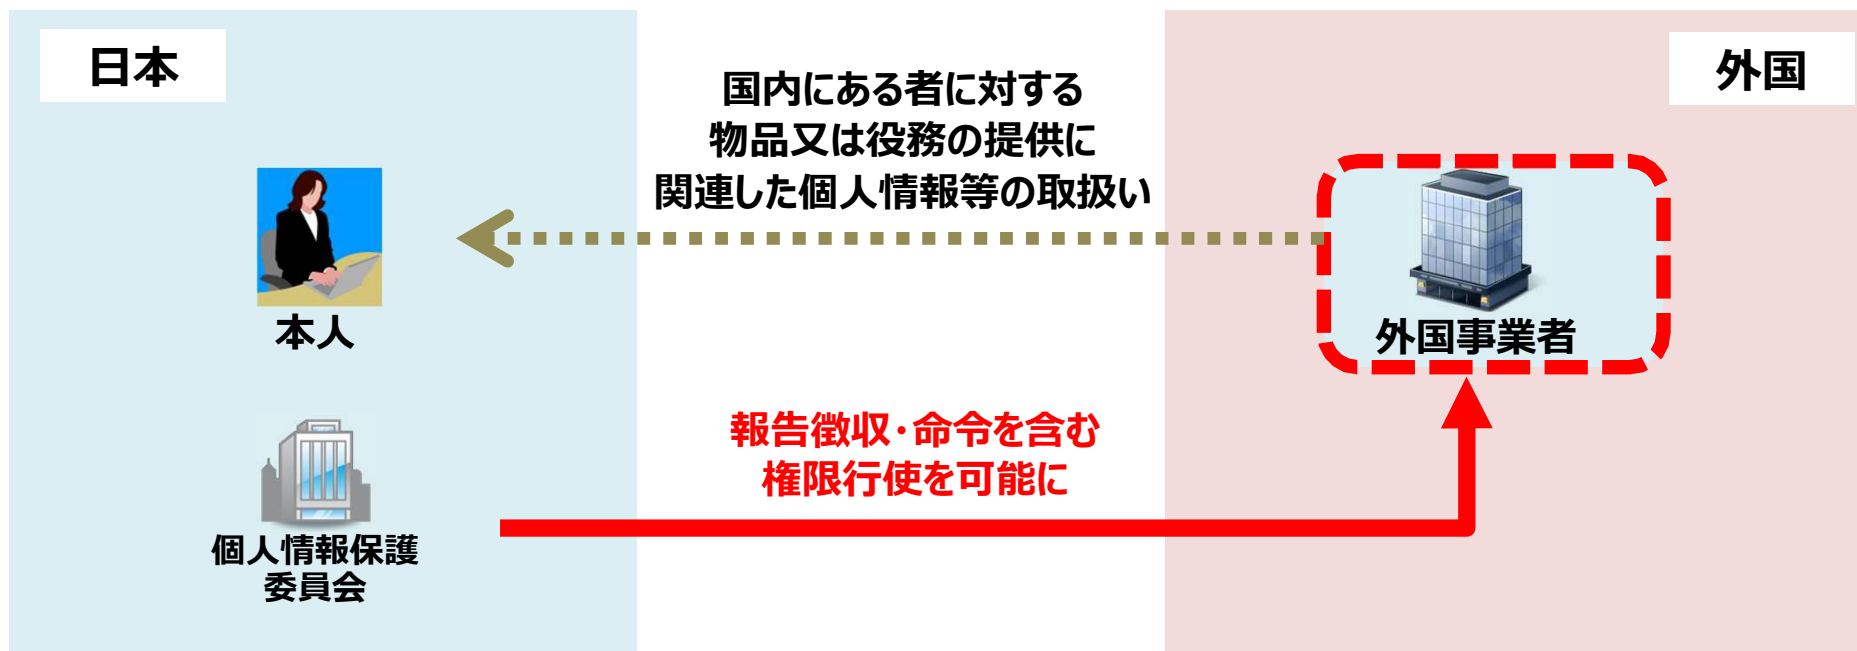 日本
外国
国内にある者に対する
物品又は役務の提供に
関連した個人情報等の取扱い
本人
外国事業者
報告徴収・命令を含む
権限行使を可能に
個人情報保護
委員会